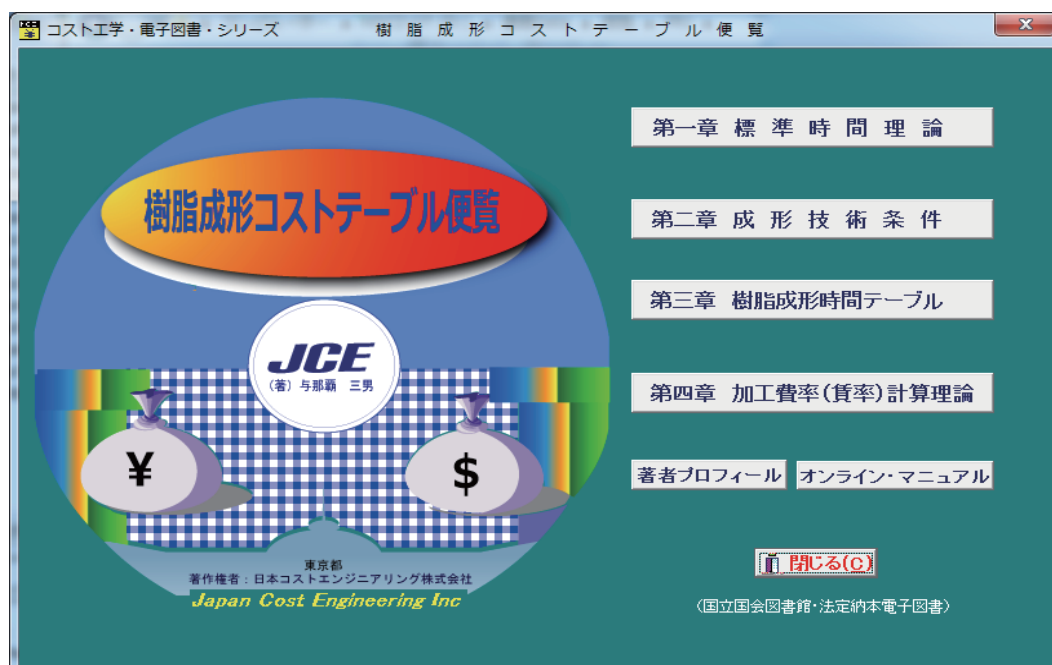 コスト工学・電子図書・シリーズ 樹脂成形コストテーブル便覧
樹脂成形コストテーブル便覧
JCE
(著)与那覇 三男
¥
$
東京都
著作権者:日本コストエンジニアリング株式会社
Japan Cost Engineering Inc
第一章 標準時間理論
第二章 成形技術条件
第三章 樹脂成形時間テーブル
第四章 加工費率(賃率)計算理論
著者プロフィール オンライン・マニュアル
閉じる(C)
(国立国会図書館・法定納本電子図書)